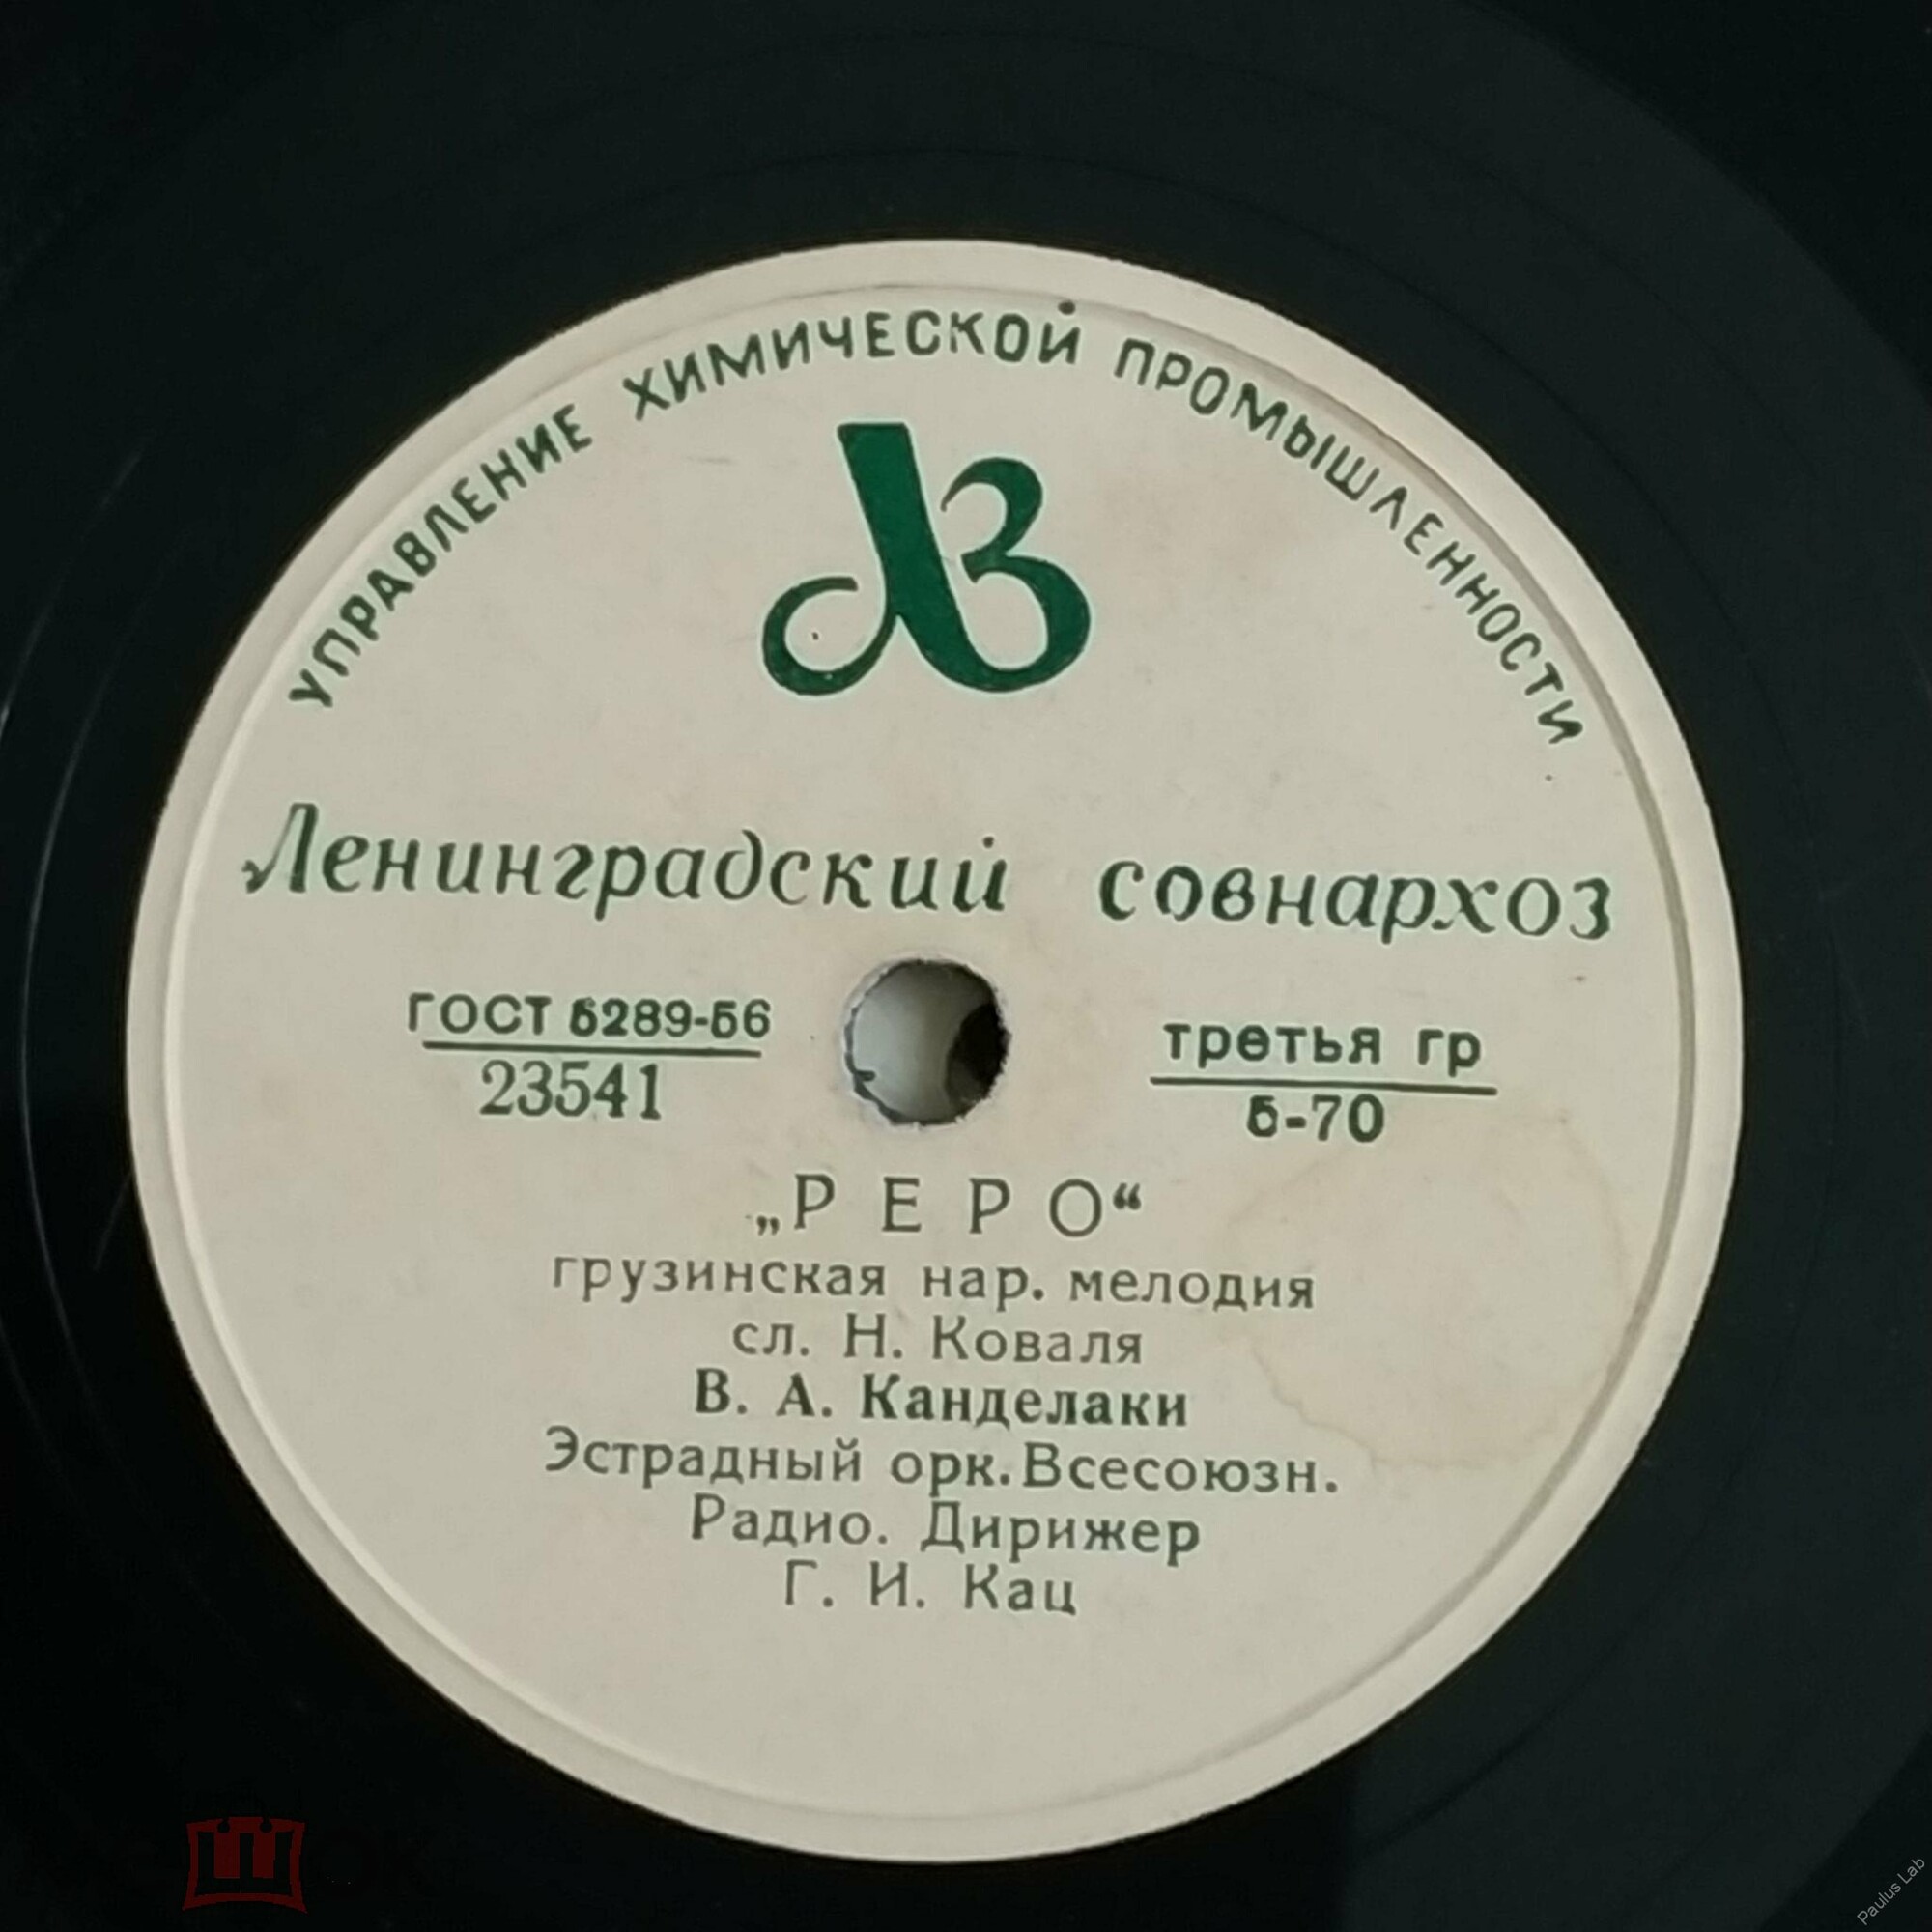 УПРАВЛЕНИЕ ХИМИЧЕСКОЙ ПРОМЫШЛЕННОСТИ
ЛЗ
Ленинградский совнархоз
ГОСТ 5289-56
23541
третья гр
5-70
„РЕРО“
грузинская нар. мелодия
сл. Н. Коваля
В. А. Канделаки
Эстрадный орк. Всесоюзн.
Радио. Дирижер
Г. И. Кац
Paulus Lab